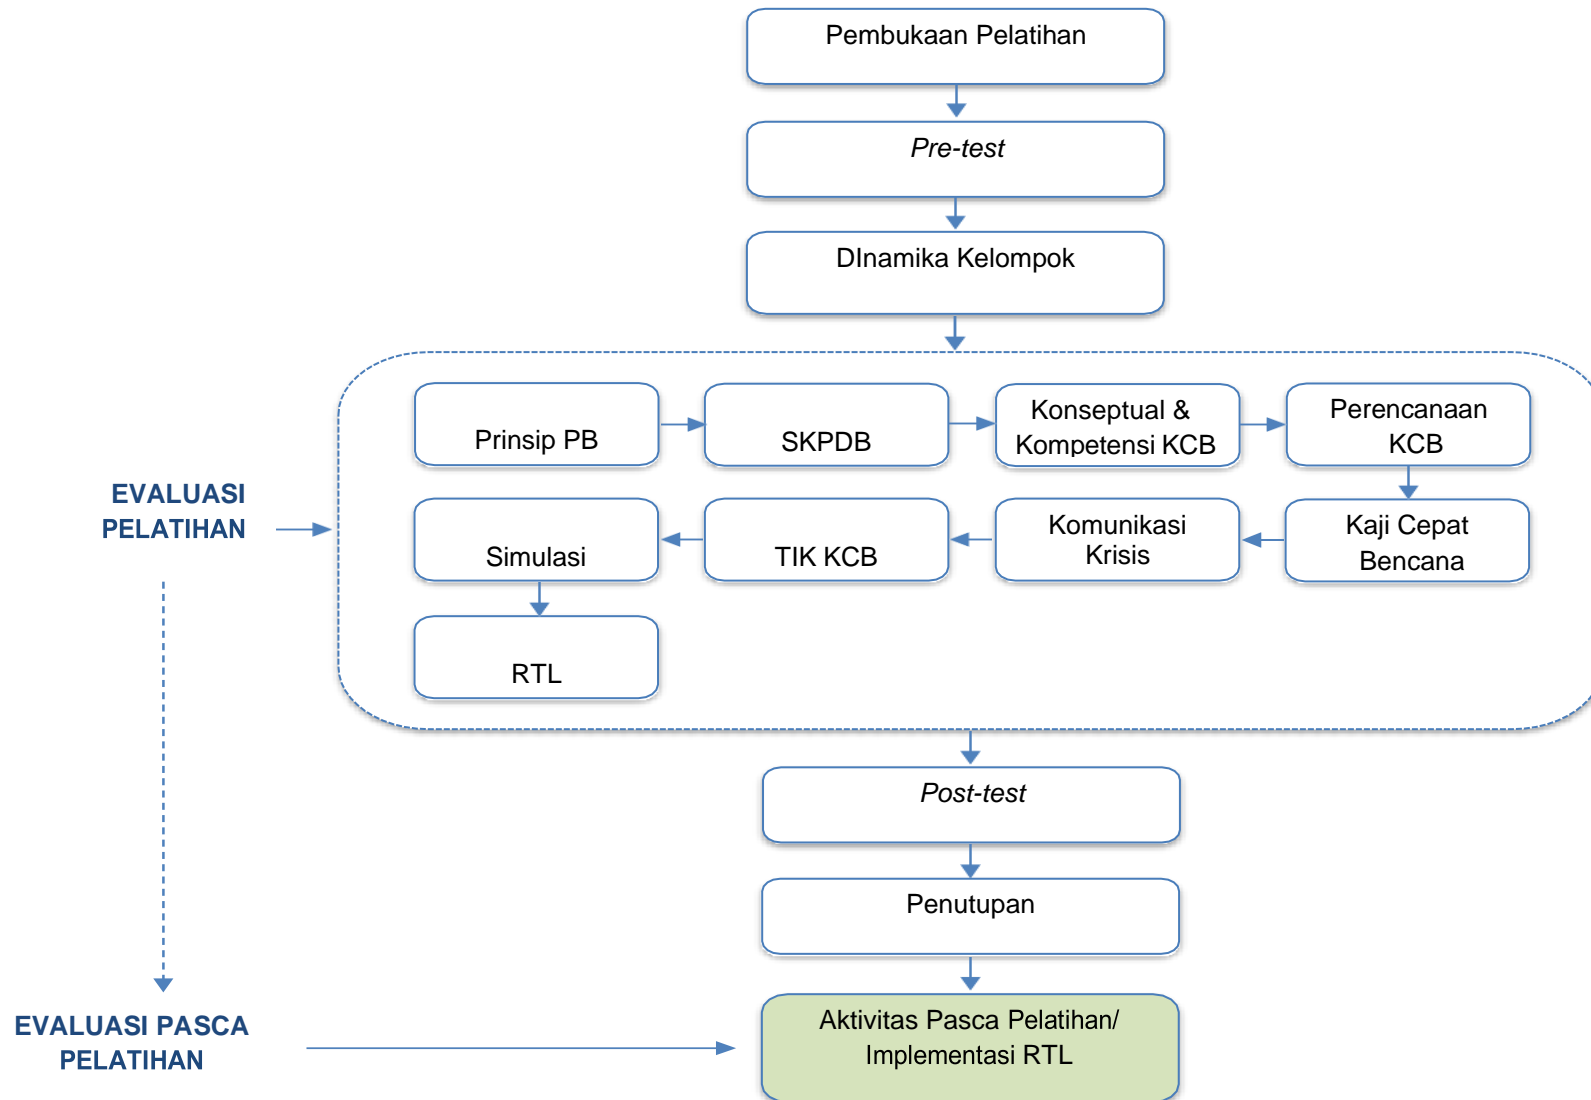 Pembukaan Pelatihan
Pre-test
DInamika Kelompok
Prinsip PB
SKPDB
Konseptual &
Kompetensi KCB
Perencanaan
KCB
EVALUASI
PELATIHAN
Simulasi
TIK KCB
Komunikasi
Krisis
Kaji Cepat
Bencana
RTL
Post-test
Penutupan
EVALUASI PASCA
PELATIHAN
Aktivitas Pasca Pelatihan/
Implementasi RTL